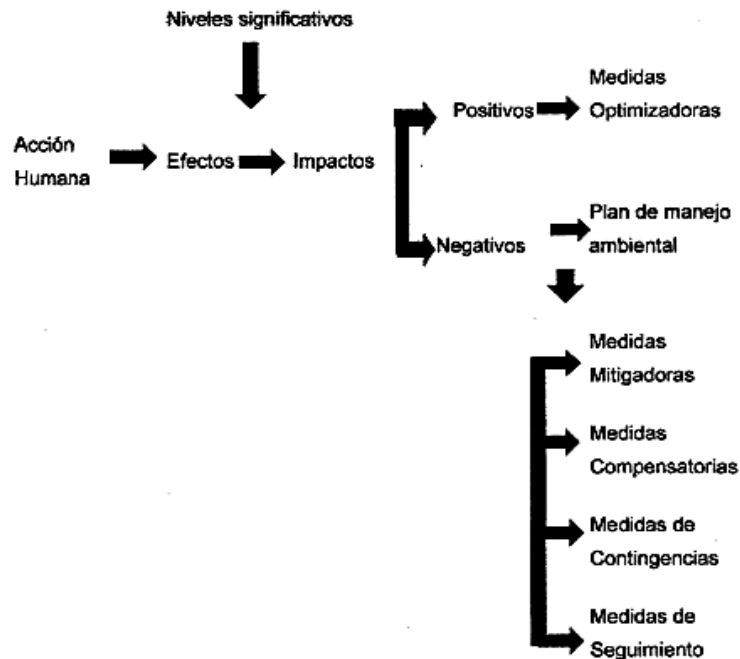 Niveles significativos
Medidas
Optimizadoras
Positivos
Acción
Humana
Efectos
Impactos
Plan de manejo
ambiental
Negativos
Medidas
Mitigadoras
Medidas
Compensatorias
Medidas de
Contingencias
Medidas de
Seguimiento